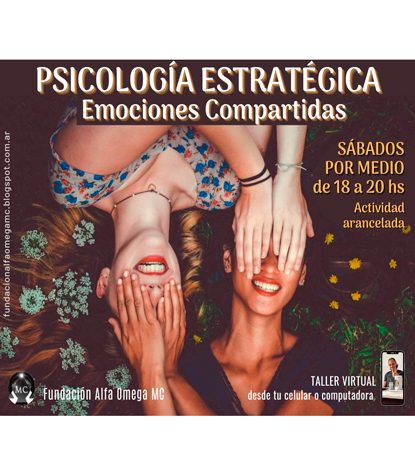 PSICOLOGÍA ESTRATÉGICA
Emociones Compartidas
SÁBADOS
POR MEDIO
de 18 a 20 hs
Actividad
arancelada
fundacionalfaomegamc.blogspot.com.ar
MC
Fundación Alfa Omega MC
TALLER VIRTUAL
desde tu celular o computadora,